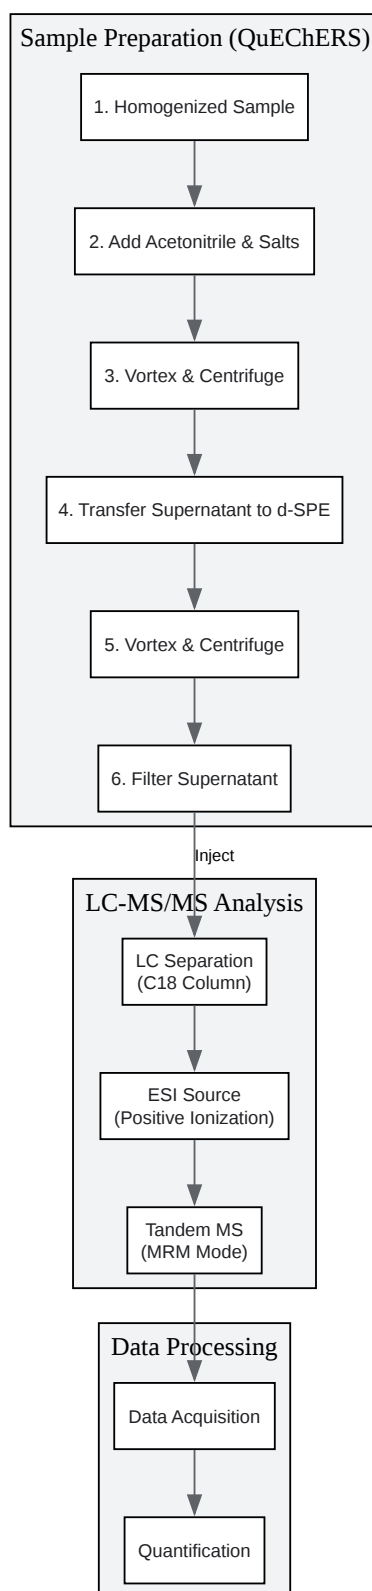 Sample Preparation (QuEChERS)
1. Homogenized Sample
2. Add Acetonitrile & Salts
3. Vortex & Centrifuge
4. Transfer Supernatant to d-SPE
5. Vortex & Centrifuge
6. Filter Supernatant
Inject
LC-MS/MS Analysis
LC Separation
(C18 Column)
ESI Source
(Positive Ionization)
Tandem MS
(MRM Mode)
Data Processing
Data Acquisition
Quantification